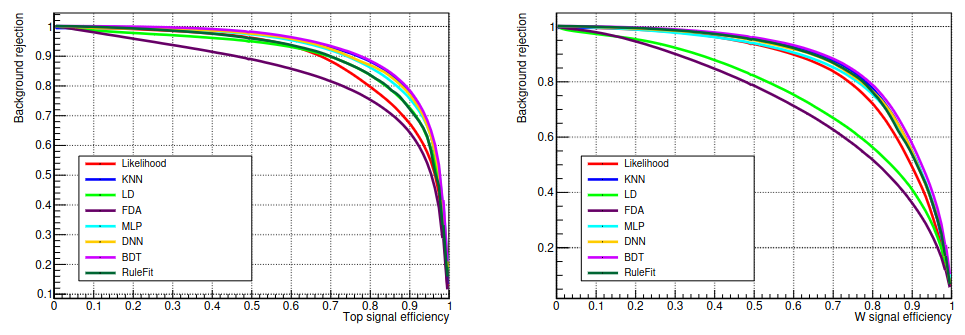 Background rejection
1
0.9
0.8
0.7
0.6
0.5
0.4
0.3
0.2
0.1
Likelihood
KNN
LD
FDA
MLP
DNN
BDT
RuleFit
0 0.1 0.2 0.3 0.4 0.5 0.6 0.7 0.8 0.9 1
Top signal efficiency
Background rejection
1
0.8
0.6
0.4
0.2
Likelihood
KNN
LD
FDA
MLP
DNN
BDT
RuleFit
0 0.1 0.2 0.3 0.4 0.5 0.6 0.7 0.8 0.9 1
W signal efficiency